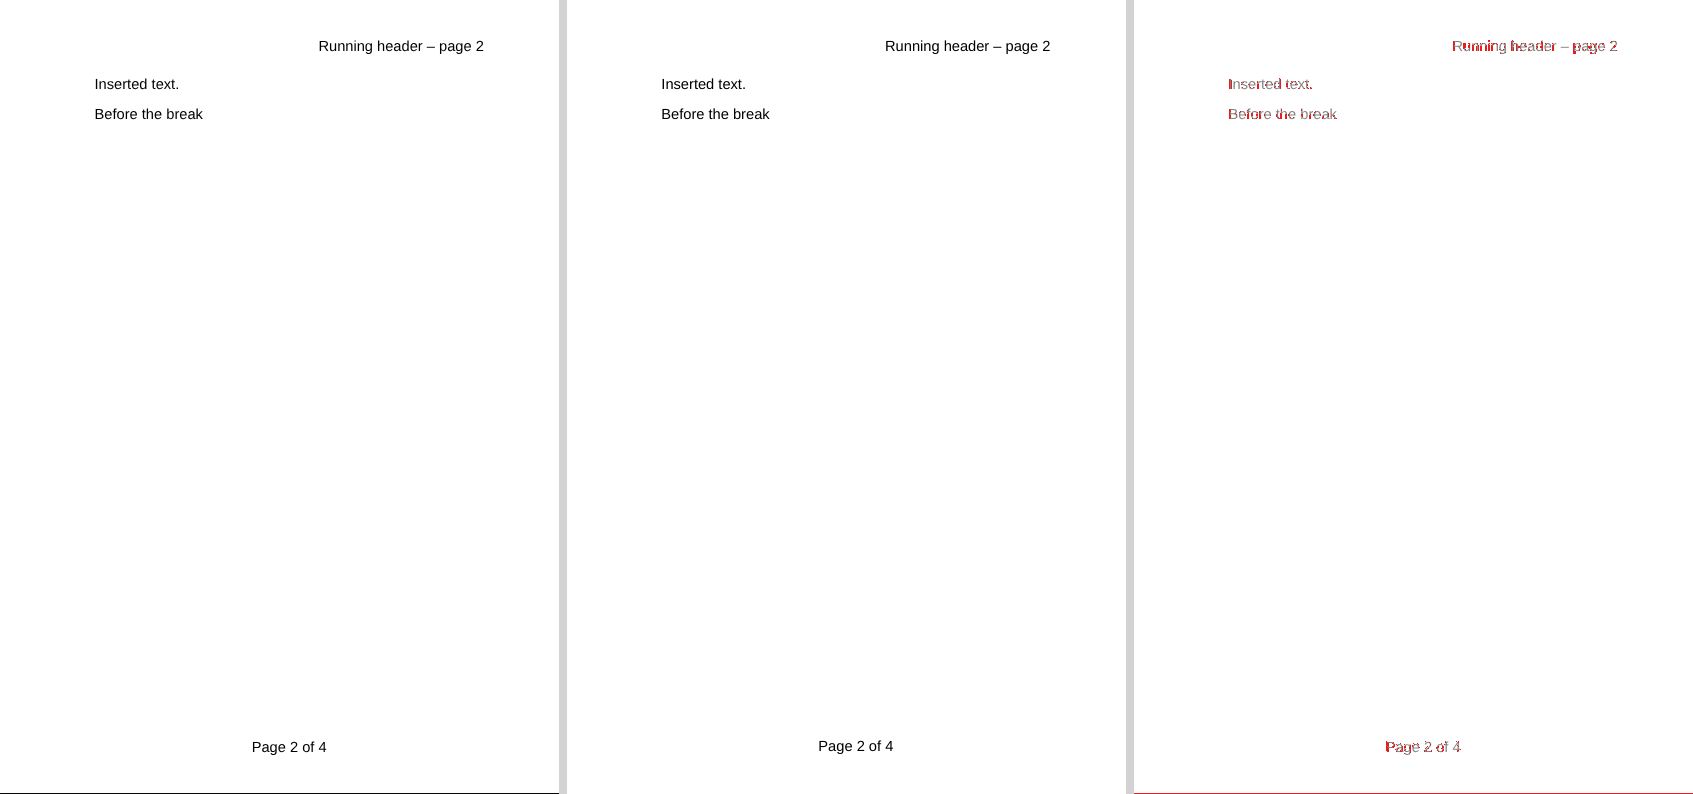 Running header – page 2
Inserted text.
Before the break
Page 2 of 4
Running header – page 2
Inserted text.
Before the break
Page 2 of 4
Running header – page 2
Inserted text.
Before the break
Page 2 of 4